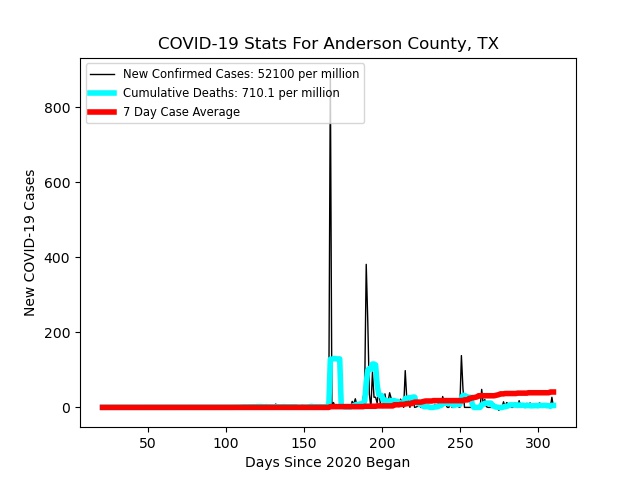 COVID-19 Stats For Anderson County, TX
New Confirmed Cases: 52100 per million
Cumulative Deaths: 710.1 per million
7 Day Case Average
New COVID-19 Cases
800
600
400
200
0
50 100 150 200 250 300
Days Since 2020 Began